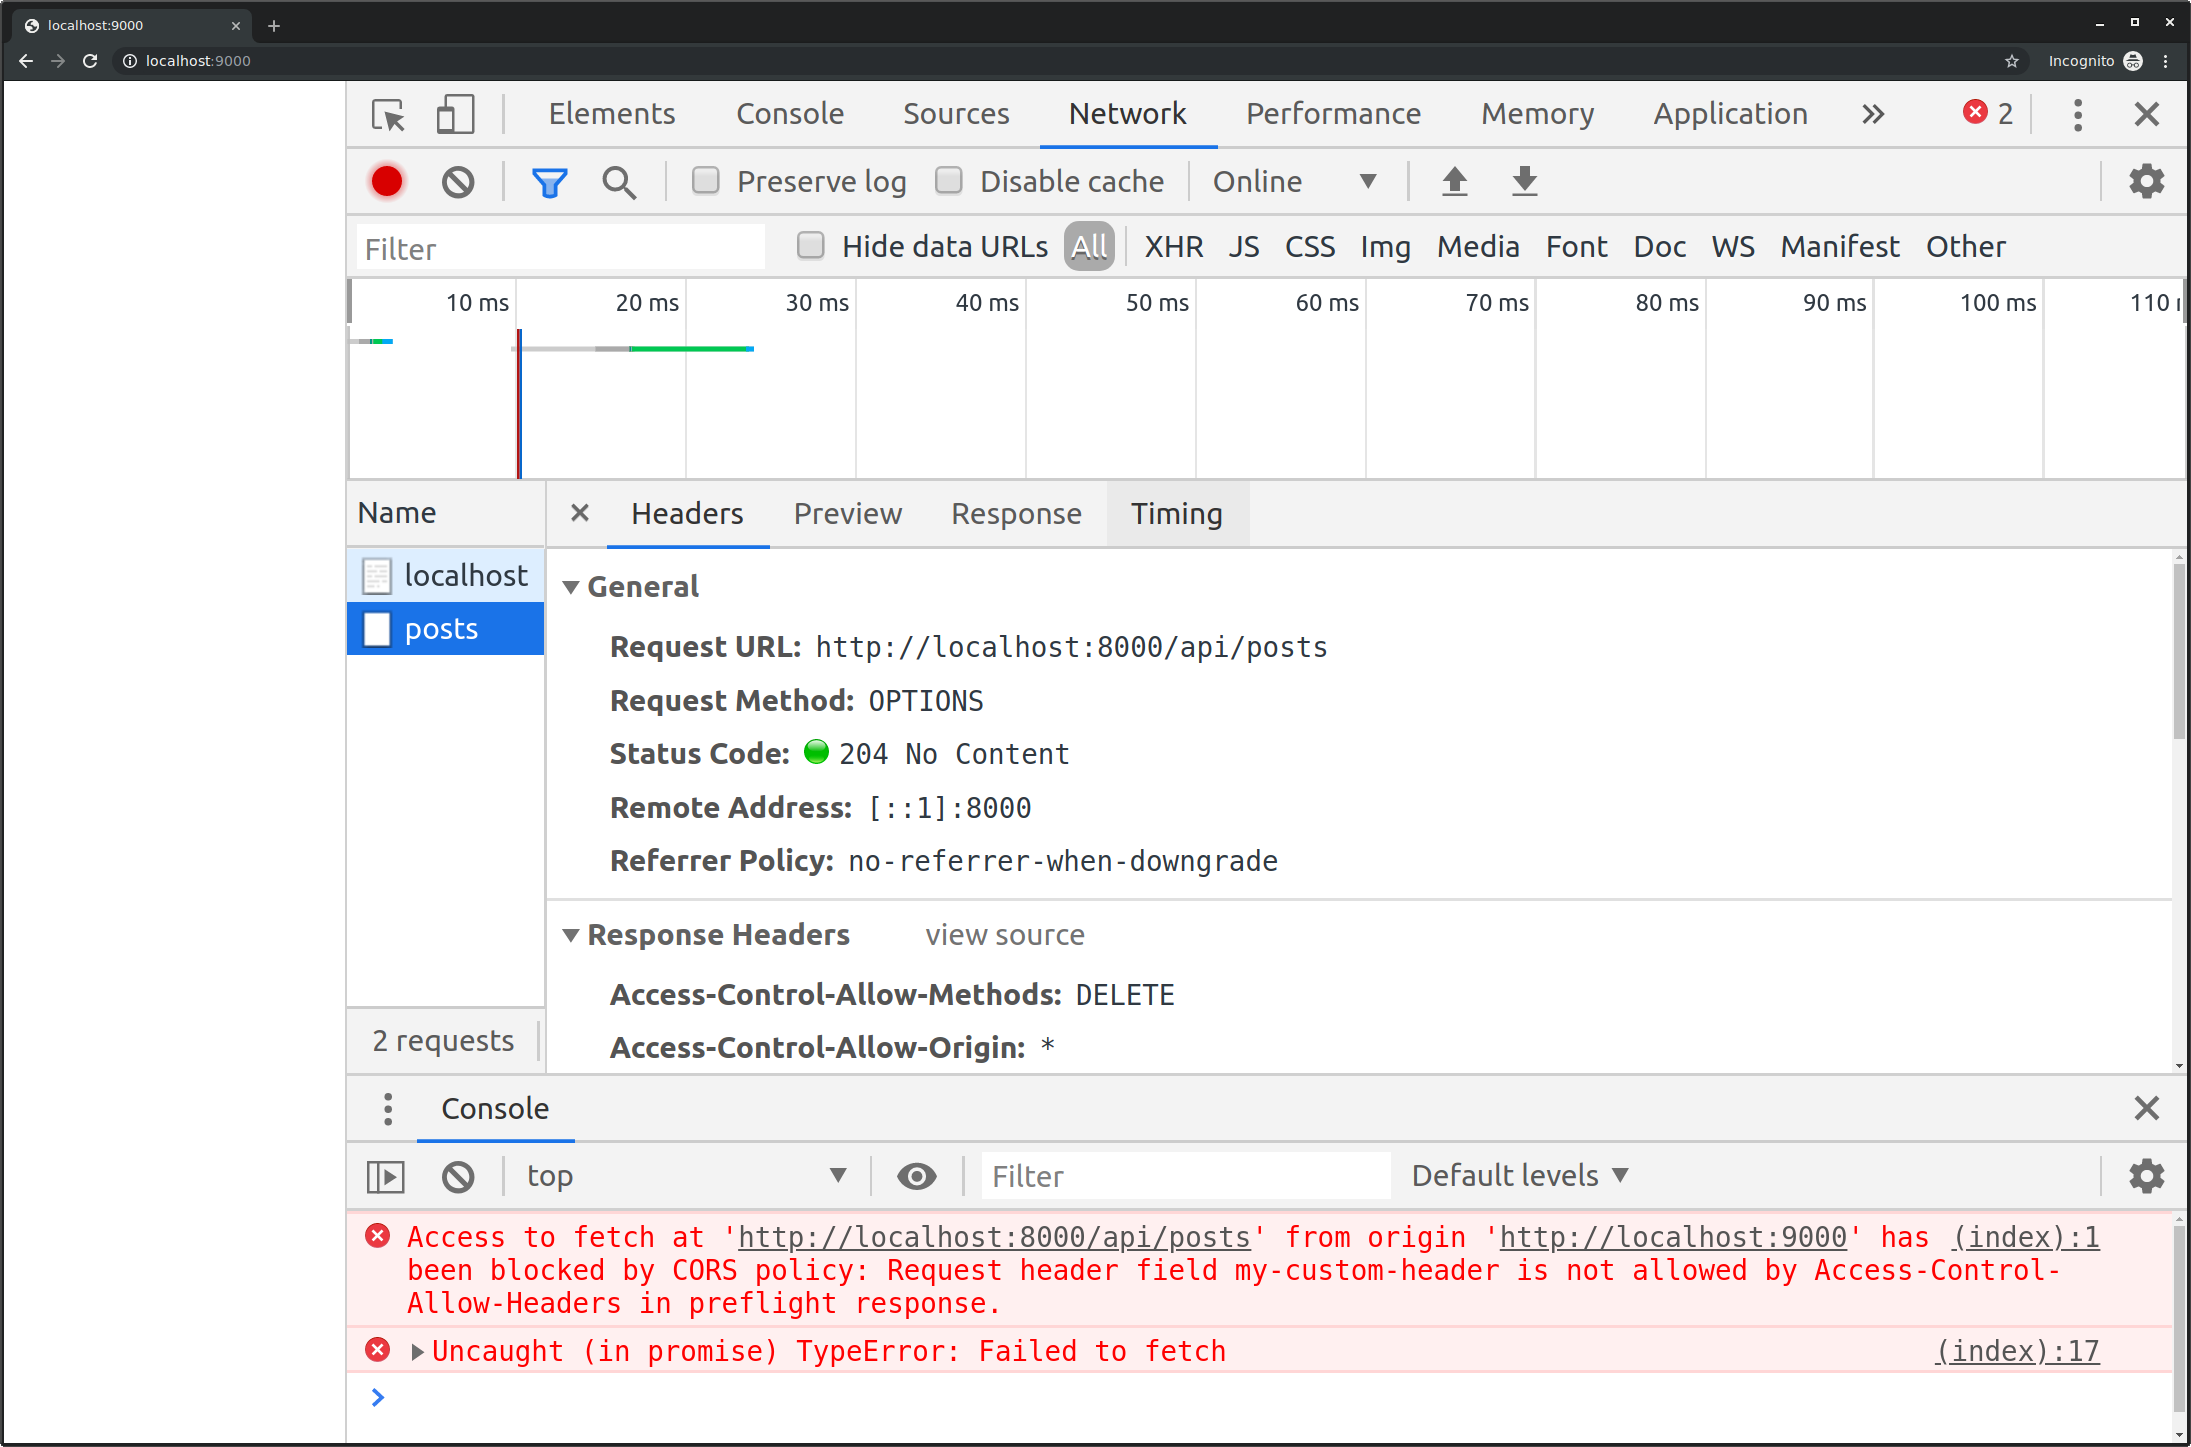 localhost:9000
localhost:9000 Incognito
Elements Console Sources Network Performance Memory Application 2
Preserve log Disable cache Online
Filter Hide data URLs All XHR JS CSS Img Media Font Doc WS Manifest Other
10 ms 20 ms 30 ms 40 ms 50 ms 60 ms 70 ms 80 ms 90 ms 100 ms 110
Name Headers Preview Response Timing
localhost
posts
General
Request URL: http://localhost:8000/api/posts
Request Method: OPTIONS
Status Code: 204 No Content
Remote Address: [::1]:8000
Referrer Policy: no-referrer-when-downgrade
Response Headers view source
Access-Control-Allow-Methods: DELETE
Access-Control-Allow-Origin: *
2 requests
Console
top Filter Default levels
Access to fetch at 'http://localhost:8000/api/posts' from origin 'http://localhost:9000' has (index):1
been blocked by CORS policy: Request header field my-custom-header is not allowed by Access-Control-
Allow-Headers in preflight response.
Uncaught (in promise) TypeError: Failed to fetch (index):17